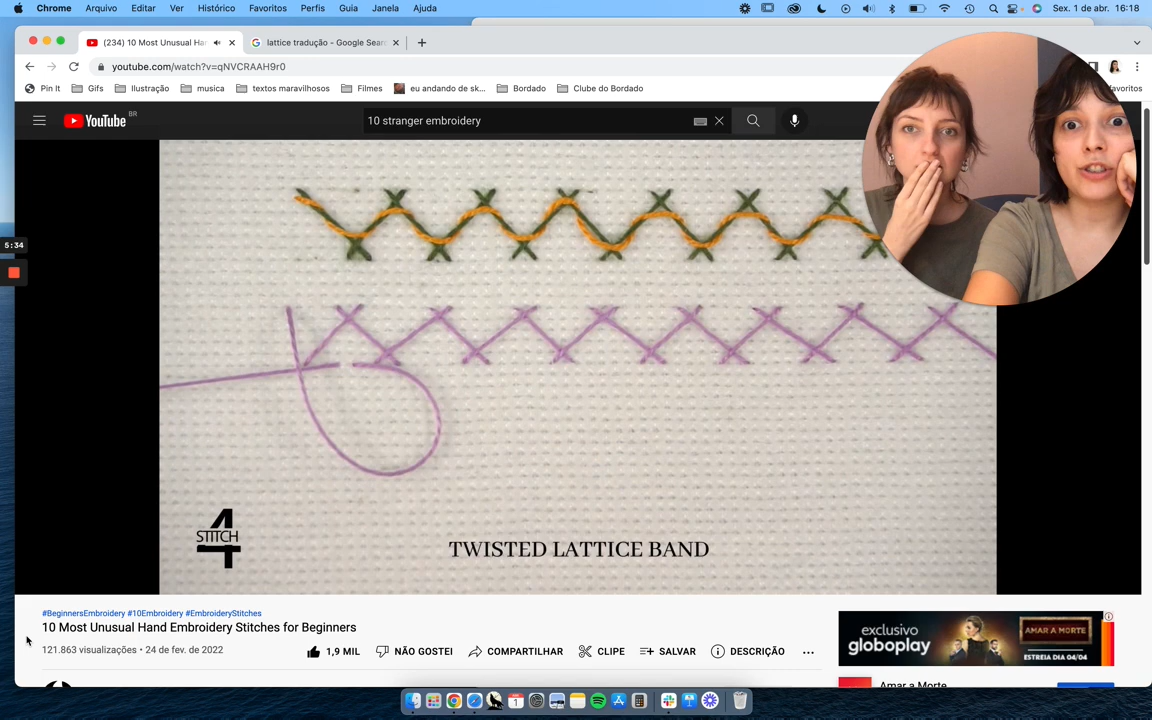 Chrome Arquivo Editar Ver Histórico Favoritos Perfis Guia Janela Ajuda Sex. 1 de abr. 16:18
(234) 10 Most Unusual Ha lattice tradução - Google Sear
youtube.com/watch?v=qNVCRAAH9r0
Pin It Gifs Ilustração musica textos maravilhosos Filmes eu andando de sk... Bordado Clube do Bordado favoritos
YouTube BR 10 stranger embroidery
5:34
4
STITCH
TWISTED LATTICE BAND
#BeginnersEmbroidery #10Embroidery #EmbroideryStitches
10 Most Unusual Hand Embroidery Stitches for Beginners
121.863 visualizações • 24 de fev. de 2022
1,9 MIL NÃO GOSTEI COMPARTILHAR CLIPE SALVAR DESCRIÇÃO ...
exclusivo
globoplay
AMAR A MORTE
ESTREIA DIA 04/04
Amar a Morte